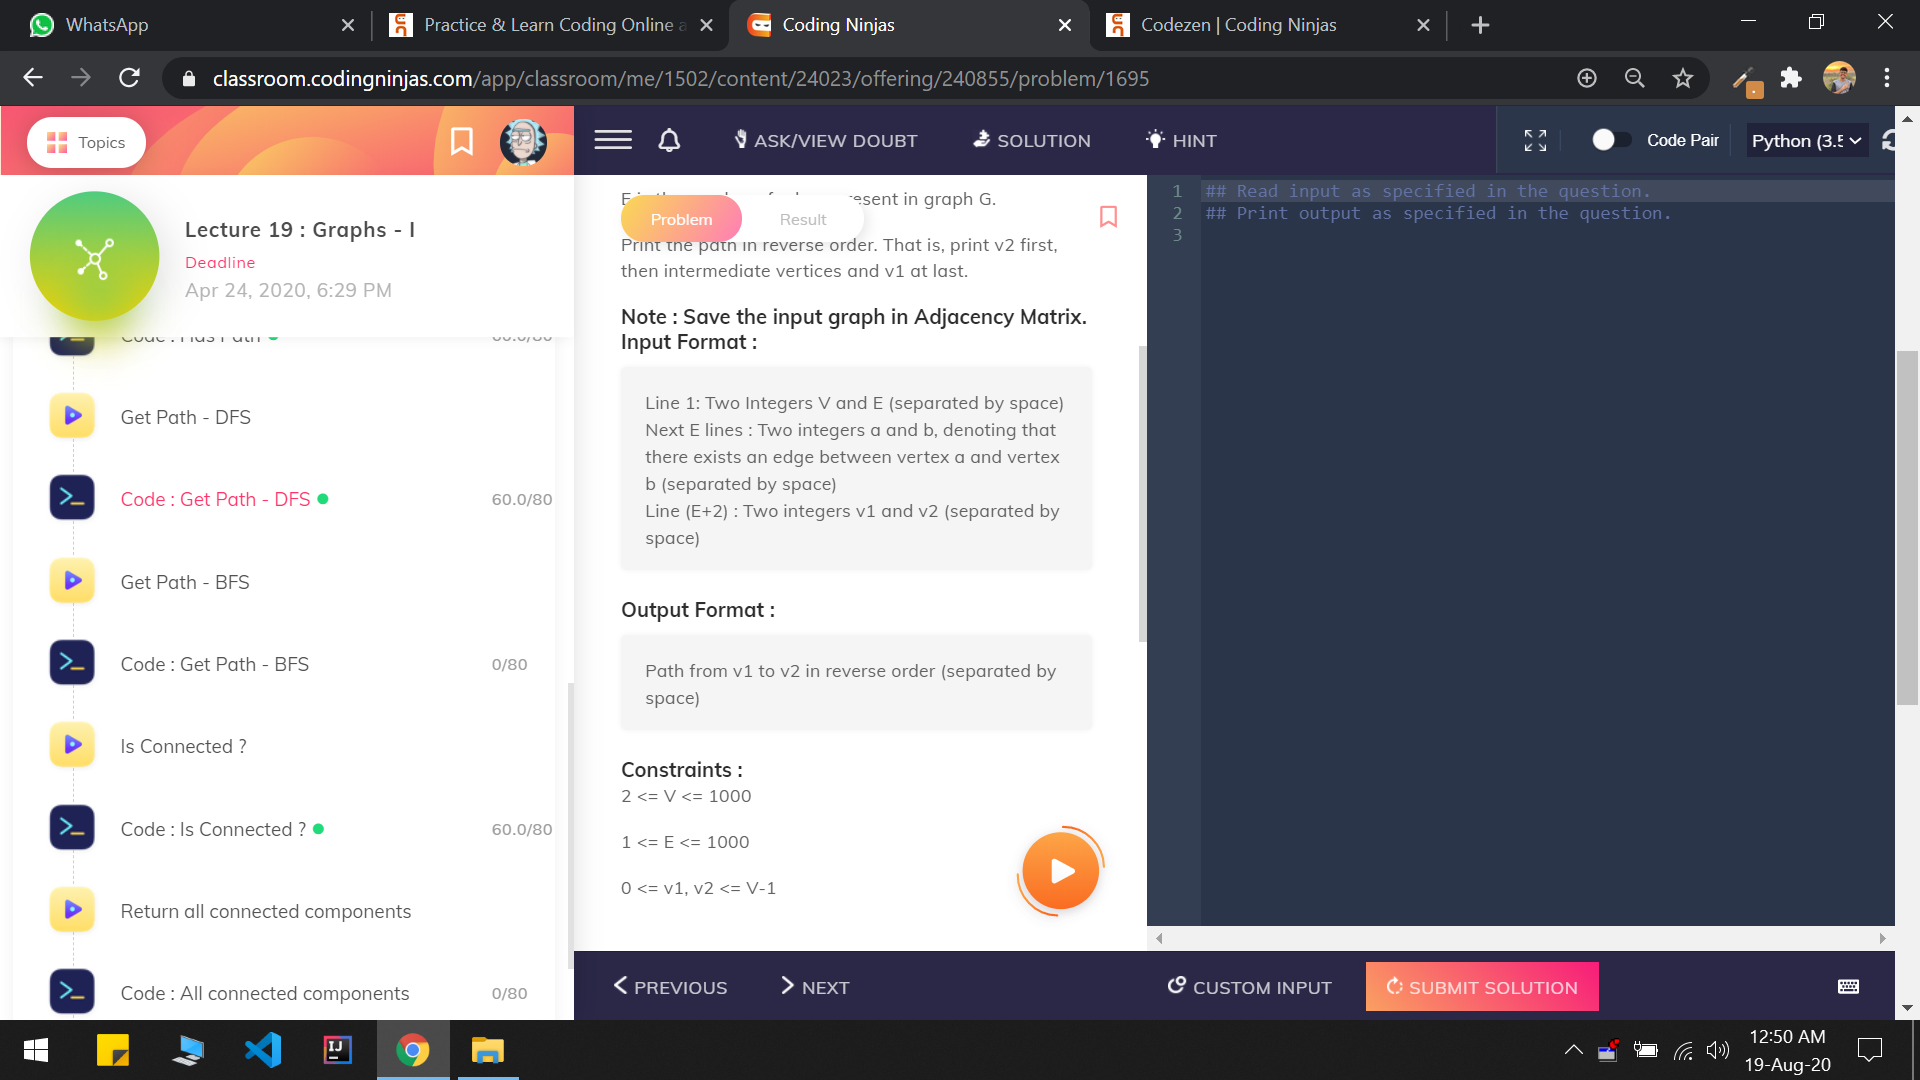 WhatsApp
Practice & Learn Coding Online a
Coding Ninjas
Codezen | Coding Ninjas
classroom.codingninjas.com/app/classroom/me/1502/content/24023/offering/240855/problem/1695
Topics
ASK/VIEW DOUBT
SOLUTION
HINT
Code Pair
Python (3.5
Lecture 19 : Graphs - I
Deadline
Apr 24, 2020, 6:29 PM
Code : Has Path
60.0/80
Get Path - DFS
Code : Get Path - DFS
60.0/80
Get Path - BFS
Code : Get Path - BFS
0/80
Is Connected ?
Code : Is Connected ?
60.0/80
Return all connected components
Code : All connected components
0/80
in graph G.
Problem
Result
Print the path in reverse order. That is, print v2 first,
then intermediate vertices and v1 at last.
Note : Save the input graph in Adjacency Matrix.
Input Format :
Line 1: Two Integers V and E (separated by space)
Next E lines : Two integers a and b, denoting that
there exists an edge between vertex a and vertex
b (separated by space)
Line (E+2) : Two integers v1 and v2 (separated by
space)
Output Format :
Path from v1 to v2 in reverse order (separated by
space)
Constraints :
2 <= V <= 1000
1 <= E <= 1000
0 <= v1, v2 <= V-1
1 ## Read input as specified in the question.
2 ## Print output as specified in the question.
3
PREVIOUS
NEXT
CUSTOM INPUT
SUBMIT SOLUTION
12:50 AM
19-Aug-20